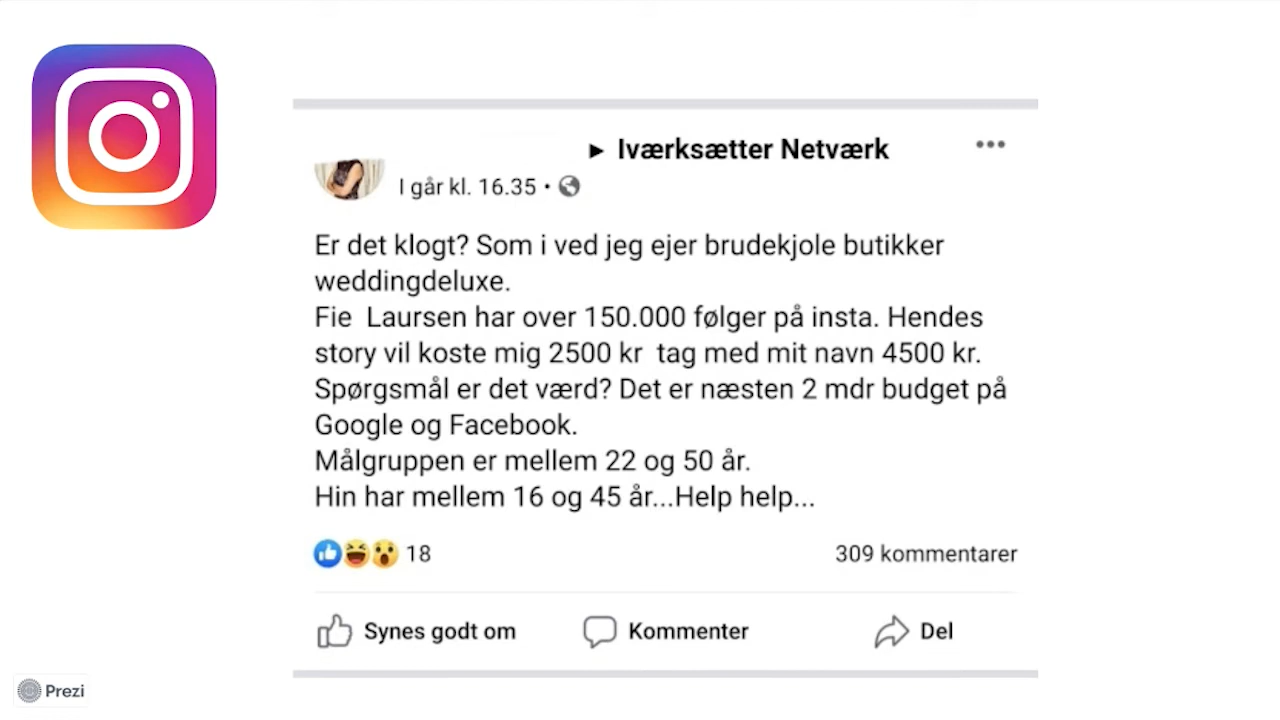 ▸ Iværksætter Netværk
I går kl. 16.35 •
Er det klogt? Som i ved jeg ejer brudekjole butikker
weddingdeluxe.
Fie Laursen har over 150.000 følger på insta. Hendes
story vil koste mig 2500 kr tag med mit navn 4500 kr.
Spørgsmål er det værd? Det er næsten 2 mdr budget på
Google og Facebook.
Målgruppen er mellem 22 og 50 år.
Hin har mellem 16 og 45 år...Help help...
18 309 kommentarer
Synes godt om Kommenter Del
Prezi